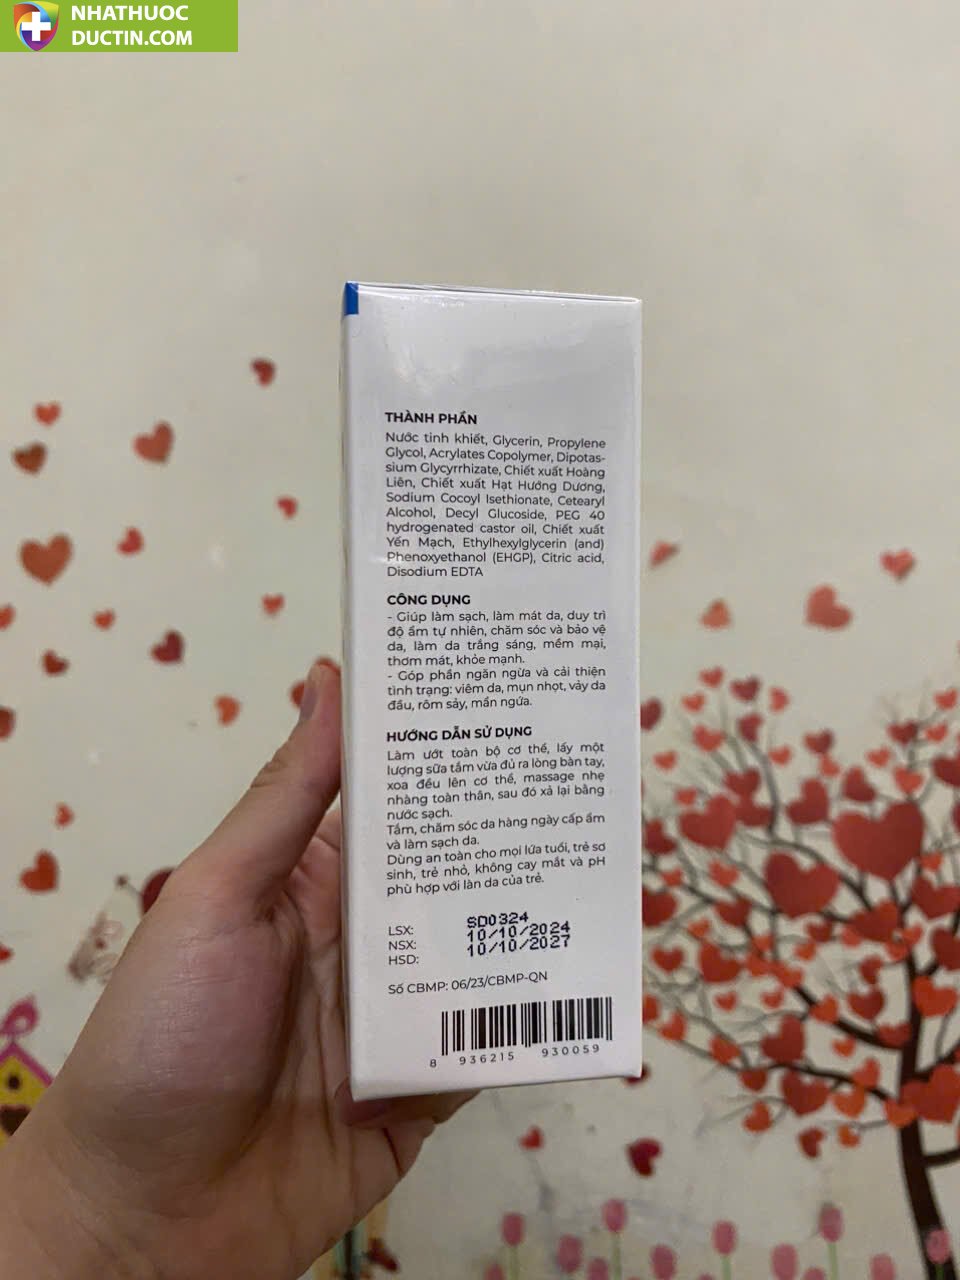 NHATHUOC
DUCTIN.COM
THÀNH PHẦN
Nước tinh khiết, Glycerin, Propylene
Glycol, Acrylates Copolymer, Dipotas-
sium Glycyrrhizate, Chiết xuất Hoàng
Liên, Chiết xuất Hạt Hướng Dương,
Sodium Cocoyl Isethionate, Cetearyl
Alcohol, Decyl Glucoside, PEG 40
hydrogenated castor oil, Chiết xuất
Yến Mạch, Ethylhexylglycerin (and)
Phenoxyethanol (EHGP), Citric acid,
Disodium EDTA
CÔNG DỤNG
- Giúp làm sạch, làm mát da, duy trì
độ ẩm tự nhiên, chăm sóc và bảo vệ
da, làm da trắng sáng, mềm mại,
thơm mát, khỏe mạnh.
- Góp phần ngăn ngừa và cải thiện
tình trạng: viêm da, mụn nhọt, vảy da
đầu, rôm sảy, mẩn ngứa.
HƯỚNG DẪN SỬ DỤNG
Làm ướt toàn bộ cơ thể, lấy một
lượng sữa tắm vừa đủ ra lòng bàn tay,
xoa đều lên cơ thể, massage nhẹ
nhàng toàn thân, sau đó xả lại bằng
nước sạch.
Tắm, chăm sóc da hàng ngày cấp ẩm
và làm sạch da.
Dùng an toàn cho mọi lứa tuổi, trẻ sơ
sinh, trẻ nhỏ, không cay mắt và pH
phù hợp với làn da của trẻ.
LSX: SD0324
NSX: 10/10/2024
HSD: 10/10/2027
Số CBMP: 06/23/CBMP-QN
8 936215 930059